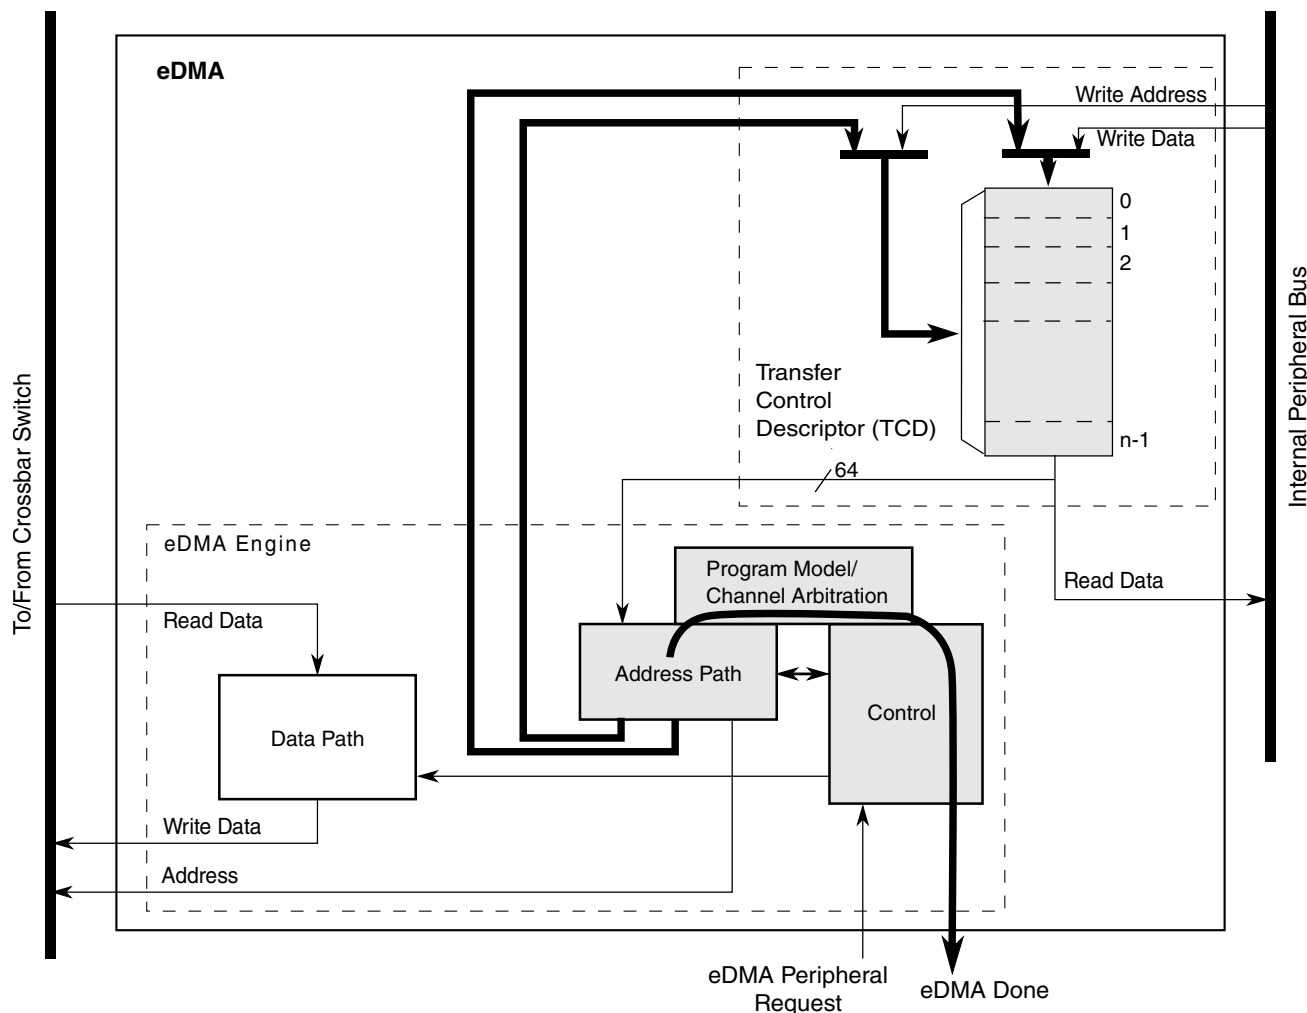 eDMA
Write Address
Write Data
0
1
2
n-1
Transfer
Control
Descriptor (TCD)
64
To/From Crossbar Switch
Internal Peripheral Bus
eDMA Engine
Program Model/
Channel Arbitration
Read Data
Read Data
Address Path
Control
Data Path
Write Data
Address
eDMA Peripheral
Request
eDMA Done